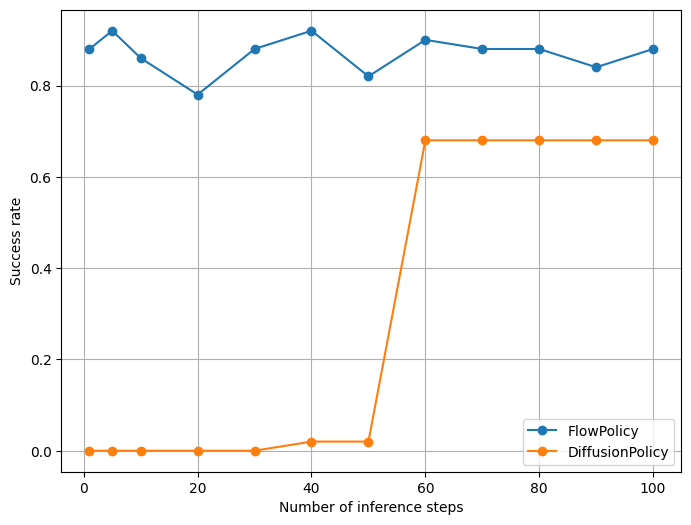 Success rate
0.8
0.6
0.4
0.2
0.0
0 20 40 60 80 100
Number of inference steps
FlowPolicy
DiffusionPolicy